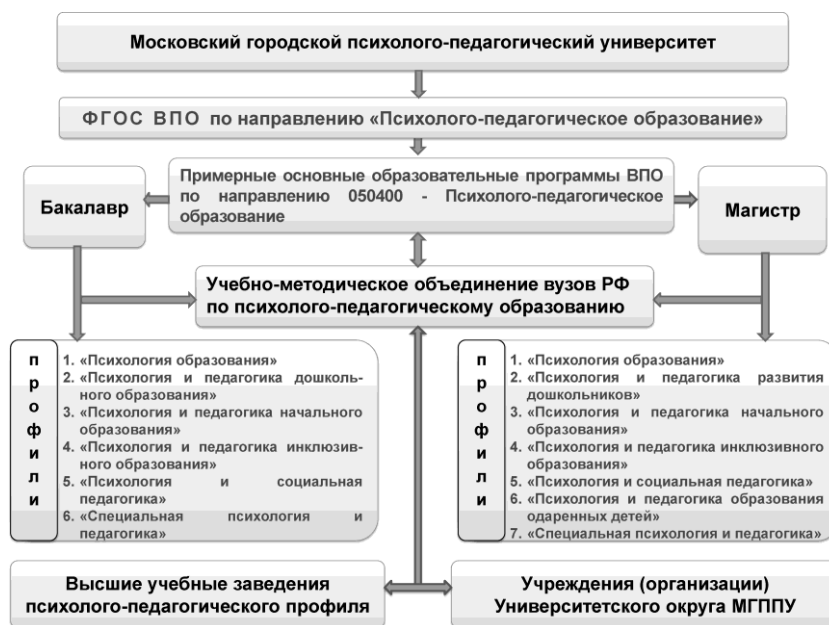 Московский городской психолого-педагогический университет
ФГОС ВПО по направлению «Психолого-педагогическое образование»
Примерные основные образовательные программы ВПО
по направлению 050400 - Психолого-педагогическое
образование
Бакалавр
Магистр
Учебно-методическое объединение вузов РФ
по психолого-педагогическому образованию
п
р
о
ф
и
л
и
1. «Психология образования»
2. «Психология и педагогика дошколь-
ного образования»
3. «Психология и педагогика начального
образования»
4. «Психология и педагогика инклюзив-
ного образования»
5. «Психология и социальная
педагогика»
6. «Специальная психология и
педагогика»
п
р
о
ф
и
л
и
1. «Психология образования»
2. «Психология и педагогика развития
дошкольников»
3. «Психология и педагогика начального
образования»
4. «Психология и педагогика инклюзивного
образования»
5. «Психология и социальная педагогика»
6. «Психология и педагогика образования
одаренных детей»
7. «Специальная психология и педагогика»
Высшие учебные заведения
психолого-педагогического профиля
Учреждения (организации)
Университетского округа МГППУ